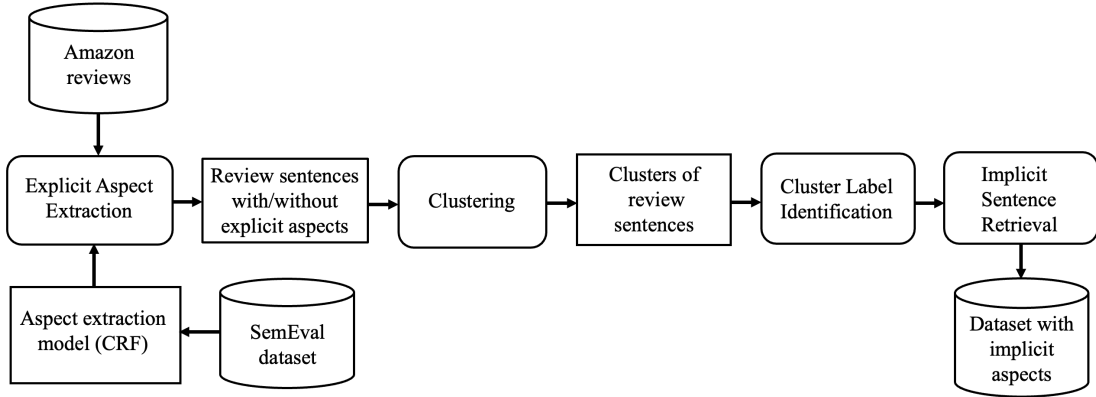 Amazon
reviews
Explicit Aspect
Extraction
Review sentences
with/without
explicit aspects
Clustering
Clusters of
review
sentences
Cluster Label
Identification
Implicit
Sentence
Retrieval
Aspect extraction
model (CRF)
SemEval
dataset
Dataset with
implicit
aspects